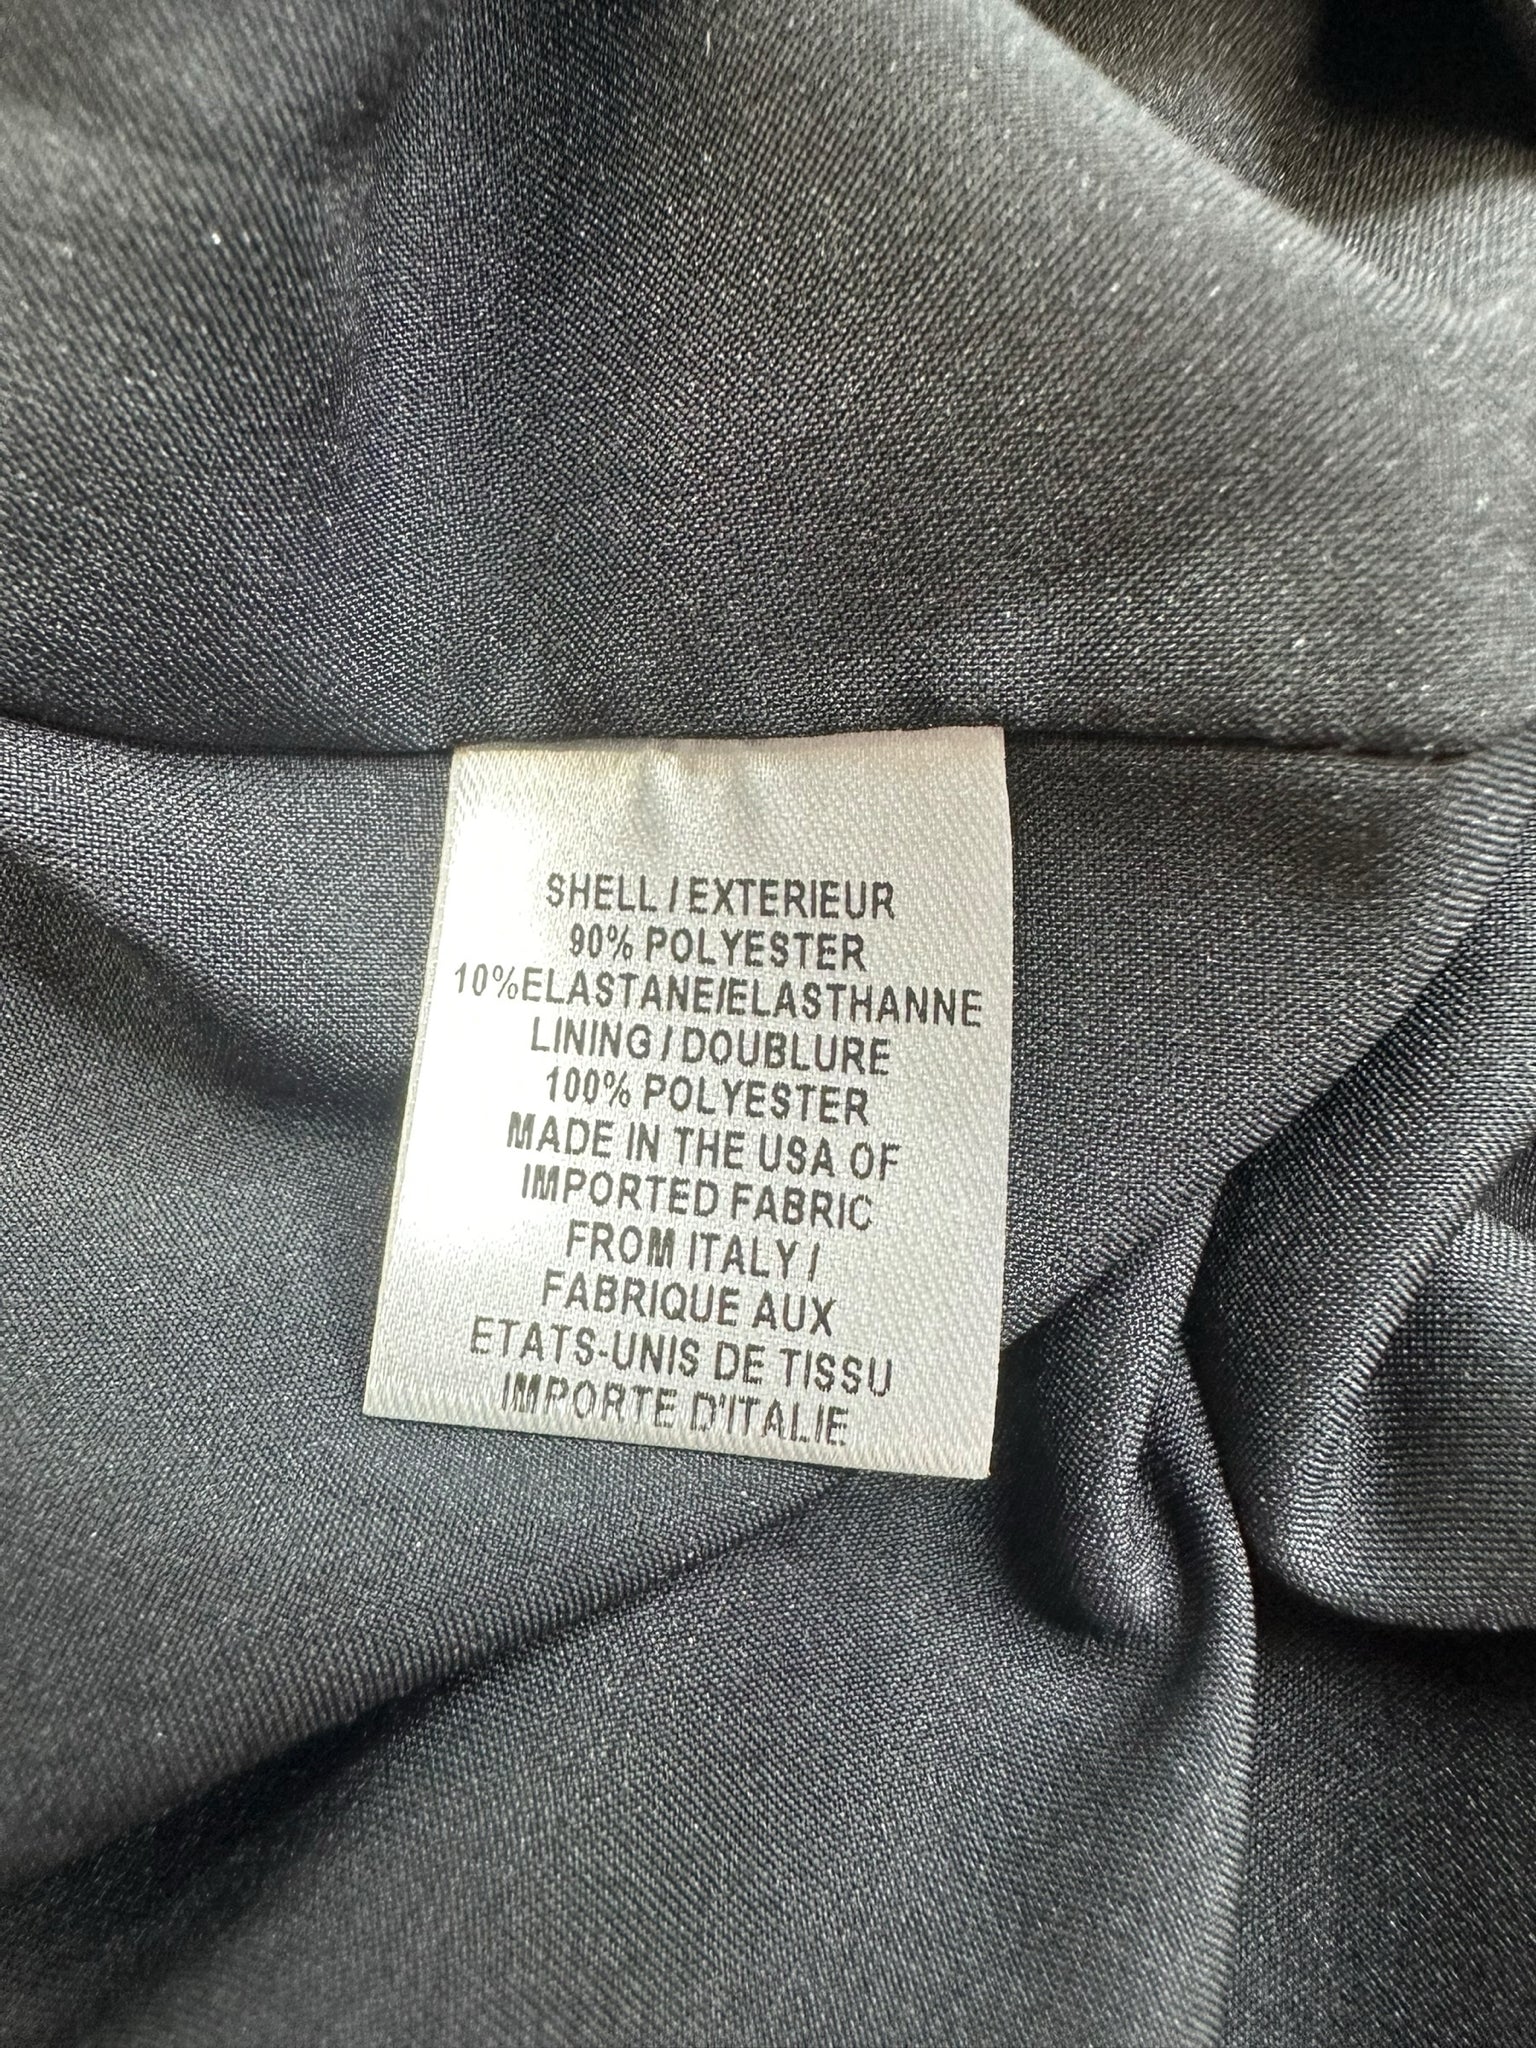 SHELL / EXTERIEUR
90% POLYESTER
10%ELASTANE/ELASTHANNE
LINING / DOUBLURE
100% POLYESTER
MADE IN THE USA OF
IMPORTED FABRIC
FROM ITALY /
FABRIQUE AUX
ETATS-UNIS DE TISSU
IMPORTE D'ITALIE